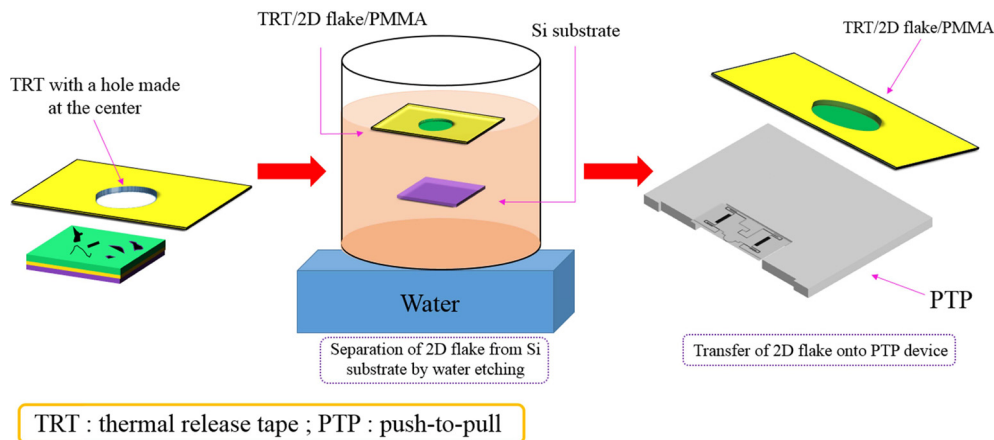 TRT with a hole made
at the center
TRT/2D flake/PMMA
Si substrate
Water
Separation of 2D flake from Si
substrate by water etching
TRT/2D flake/PMMA
PTP
Transfer of 2D flake onto PTP device
TRT : thermal release tape ; PTP : push-to-pull